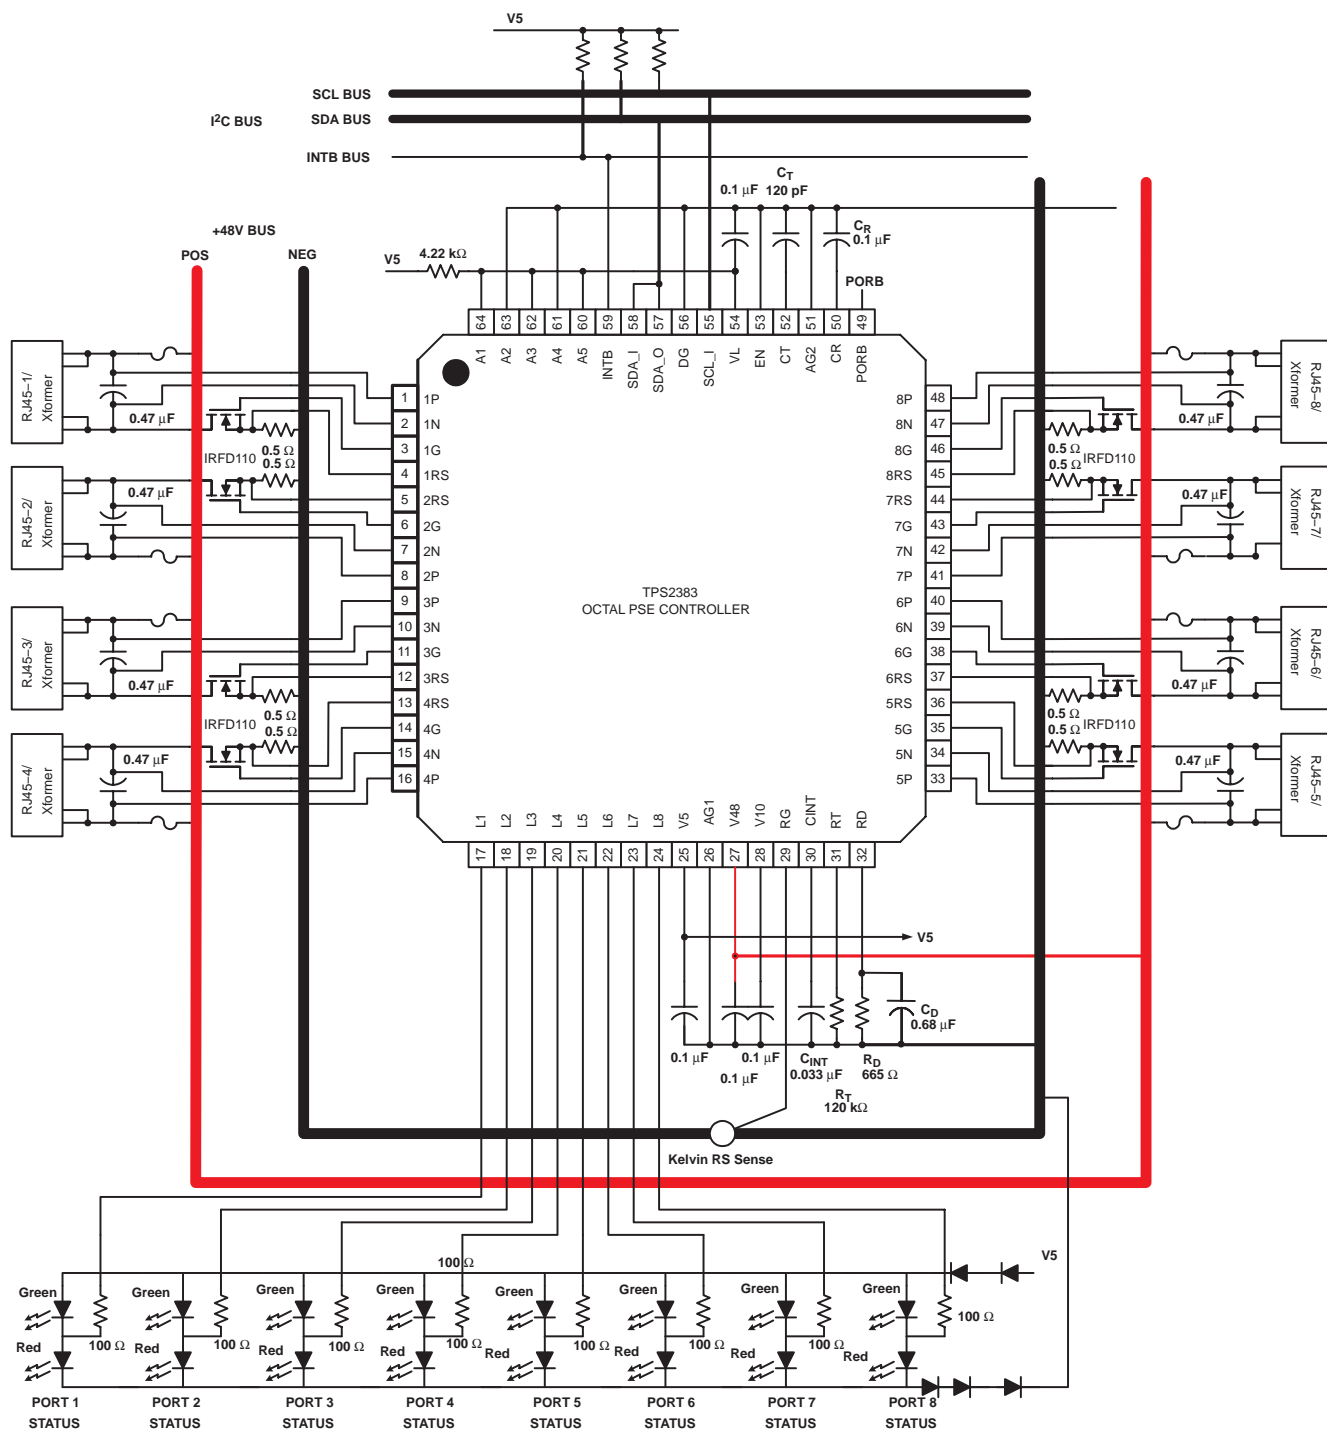 V5
SCL BUS
I²C BUS
SDA BUS
INTB BUS
C_T
0.1 µF 120 pF
C_R
0.1 µF
+48V BUS
POS
NEG
V5
4.22 kΩ
PORB
64 63 62 61 60 59 58 57 56 55 54 53 52 51 50 49
A1 A2 A3 A4 A5 INTB SDA_I SDA_O DG SCL_I VL EN CT AG2 CR PORB
RJ45–1/
Xformer
0.47 µF
0.5 Ω
IRFD110
0.5 Ω
RJ45–2/
Xformer
0.47 µF
RJ45–3/
Xformer
0.47 µF
0.5 Ω
IRFD110
0.5 Ω
RJ45–4/
Xformer
0.47 µF
1 1P
2 1N
3 1G
4 1RS
5 2RS
6 2G
7 2N
8 2P
9 3P
10 3N
11 3G
12 3RS
13 4RS
14 4G
15 4N
16 4P
TPS2383
OCTAL PSE CONTROLLER
8P 48
8N 47
8G 46
8RS 45
7RS 44
7G 43
7N 42
7P 41
6P 40
6N 39
6G 38
6RS 37
5RS 36
5G 35
5N 34
5P 33
RJ45–8/
Xformer
0.47 µF
0.5 Ω
IRFD110
0.5 Ω
RJ45–7/
Xformer
0.47 µF
RJ45–6/
Xformer
0.47 µF
0.5 Ω
IRFD110
0.5 Ω
RJ45–5/
Xformer
0.47 µF
L1 L2 L3 L4 L5 L6 L7 L8 V5 AG1 V48 V10 RG CINT RT RD
17 18 19 20 21 22 23 24 25 26 27 28 29 30 31 32
V5
C_D
0.68 µF
0.1 µF
0.1 µF
0.1 µF
C_INT
0.033 µF
R_D
665 Ω
R_T
120 kΩ
Kelvin RS Sense
100 Ω
V5
Green Green Green Green Green Green Green Green
100 Ω
100 Ω 100 Ω 100 Ω 100 Ω 100 Ω 100 Ω 100 Ω
Red Red Red Red Red Red Red Red
PORT 1 PORT 2 PORT 3 PORT 4 PORT 5 PORT 6 PORT 7 PORT 8
STATUS STATUS STATUS STATUS STATUS STATUS STATUS STATUS